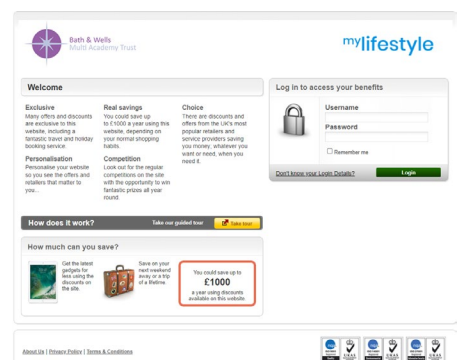 Bath & Wells
Multi Academy Trust
mylifestyle
Welcome
Exclusive
Many offers and discounts
are exclusive to this
website, including a
fantastic travel and holiday
booking service.
Personalisation
Personalise your website
so you see the offers and
retailers that matter to
you...
Real savings
You could save up
to £1000 a year using this
website, depending on
your normal shopping
habits.
Competition
Look out for the regular
competitions on the site
with the opportunity to win
fantastic prizes all year
round.
Choice
There are discounts and
offers from the UK's most
popular retailers and
service providers saving
you money, whatever you
want or need, when you
need it.
Log in to access your benefits
Username
Password
Remember me
Don't know your Login Details?
Login
How does it work?
Take our guided tour
Take tour
How much can you save?
Get the latest
gadgets for
less using the
discounts on
the site.
Save on your
next weekend
away or a trip
of a lifetime.
You could save up to
£1000
a year using discounts
available on this website
About Us | Privacy Policy | Terms & Conditions